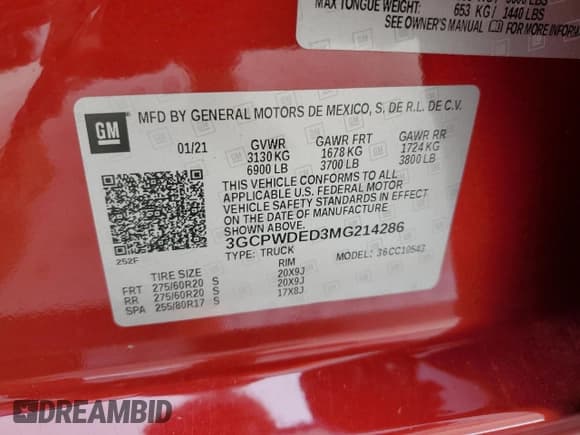 MAX TONGUE WEIGHT: 653 KG / 1440 LBS
SEE OWNER'S MANUAL FOR MORE INFORMATION
GM
MFD BY GENERAL MOTORS DE MEXICO, S. DE R.L. DE C.V.
01/21 GVWR GAWR FRT GAWR RR
3130 KG 1678 KG 1724 KG
6900 LB 3700 LB 3800 LB
THIS VEHICLE CONFORMS TO ALL
APPLICABLE U.S. FEDERAL MOTOR
VEHICLE SAFETY STANDARDS IN EFFECT
ON THE DATE OF MANUFACTURE
SHOWN ABOVE.
3GCPWDED3MG214286
252F TYPE: TRUCK MODEL: 36CC10543
TIRE SIZE RIM
FRT 275/60R20 S 20X9J
RR 275/60R20 S 20X9J
SPA 255/80R17 S 17X8J
DREAMBID